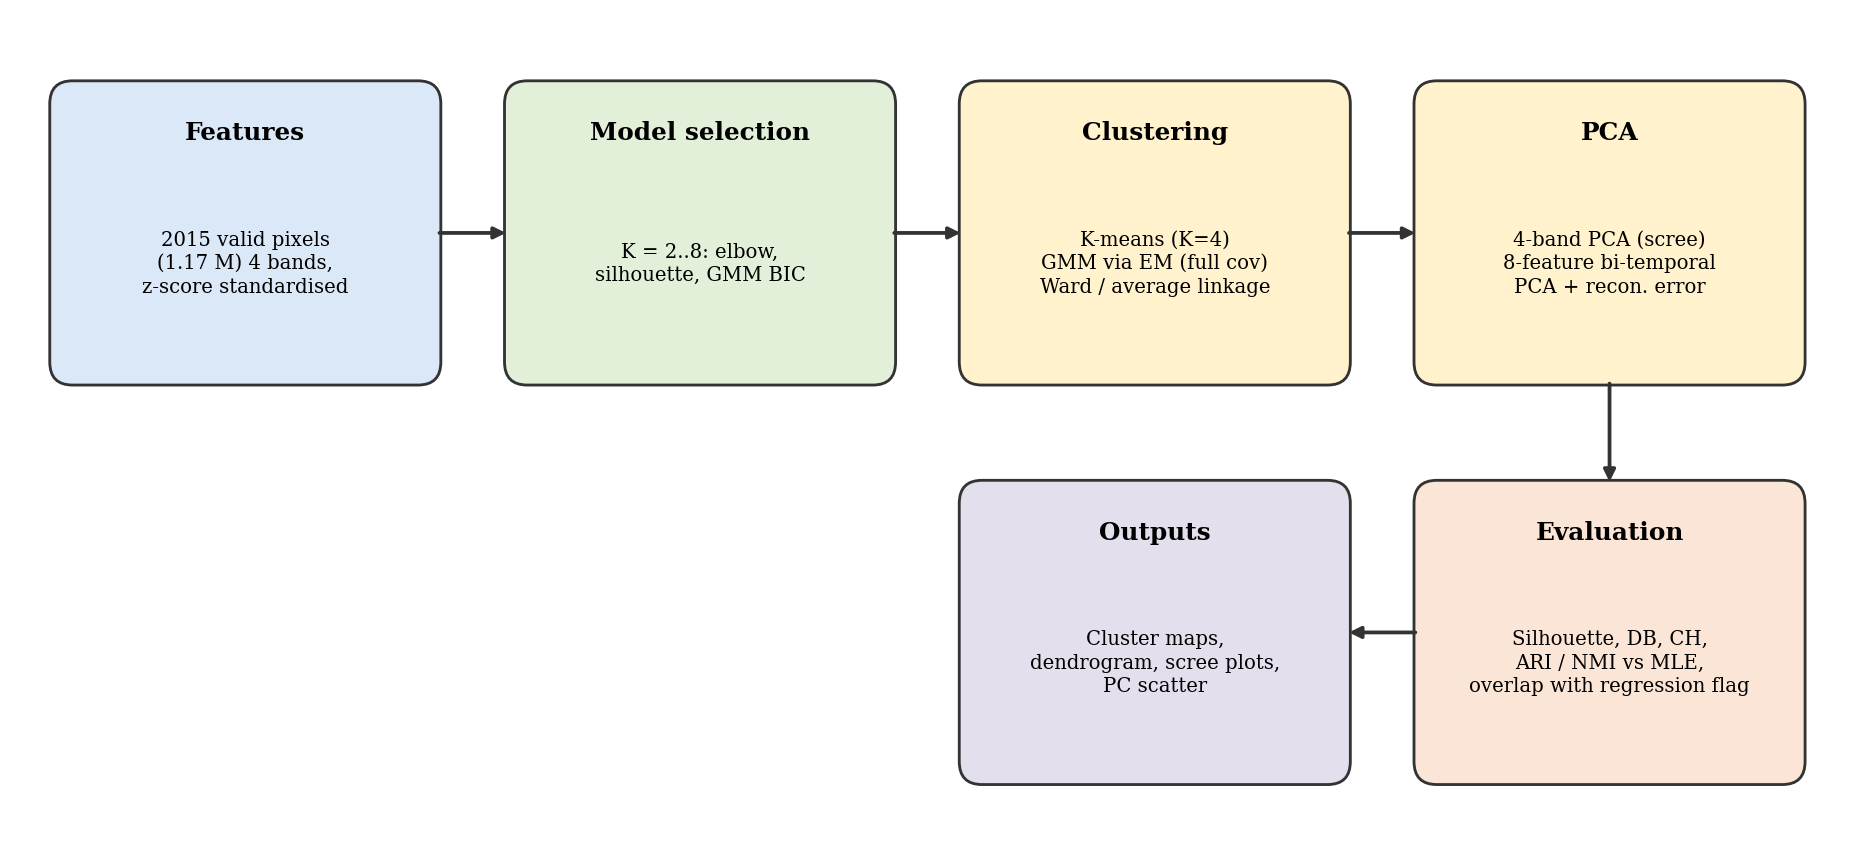 Features
2015 valid pixels
(1.17 M) 4 bands,
z-score standardised
Model selection
K = 2..8: elbow,
silhouette, GMM BIC
Clustering
K-means (K=4)
GMM via EM (full cov)
Ward / average linkage
PCA
4-band PCA (scree)
8-feature bi-temporal
PCA + recon. error
Evaluation
Silhouette, DB, CH,
ARI / NMI vs MLE,
overlap with regression flag
Outputs
Cluster maps,
dendrogram, scree plots,
PC scatter